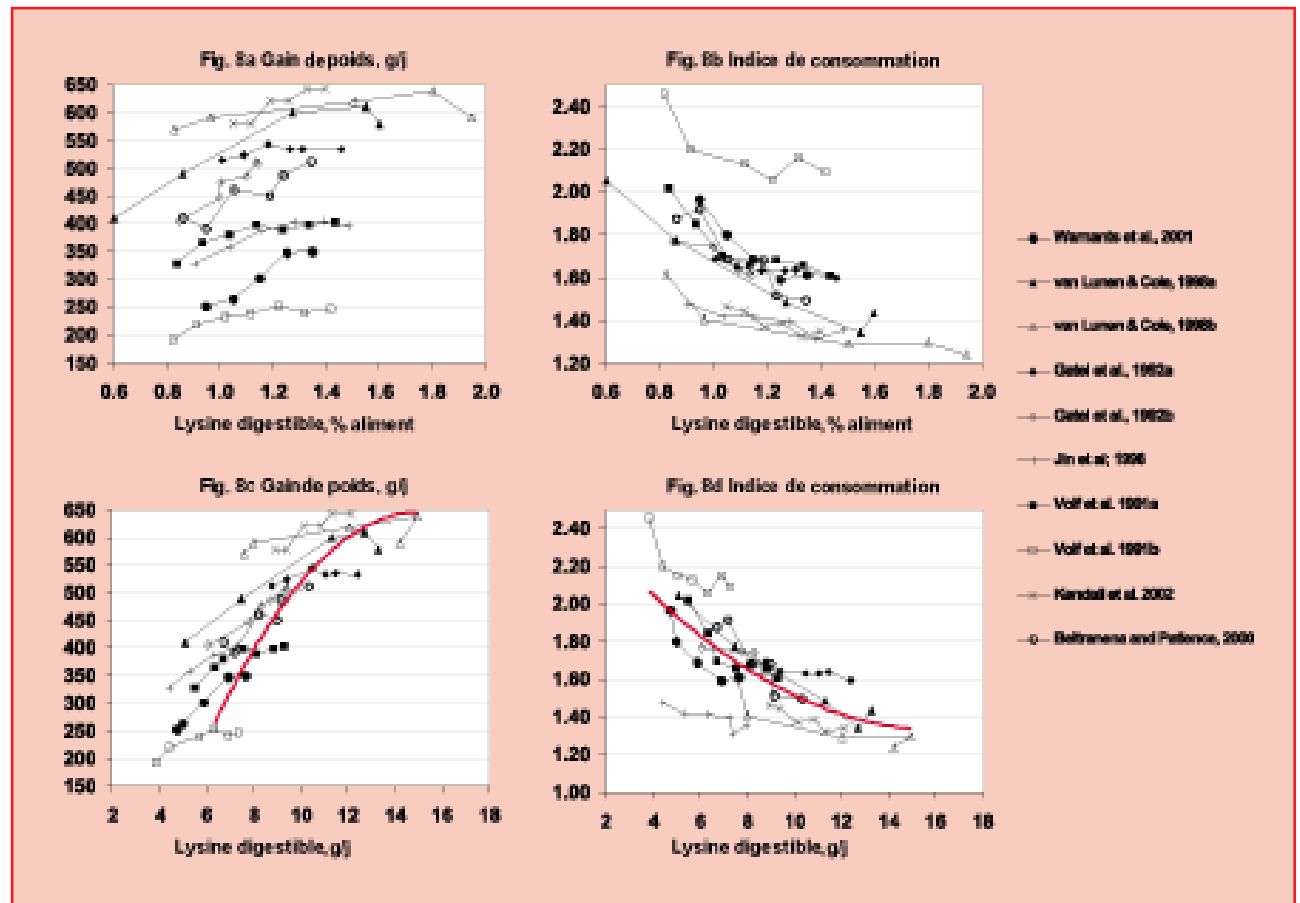 Fig. 8a Gain de poids, g/j
650
600
550
500
450
400
350
300
250
200
150
0.6 0.8 1.0 1.2 1.4 1.6 1.8 2.0
Lysine digestible, % aliment
Fig. 8b Indice de consommation
2.40
2.20
2.00
1.80
1.60
1.40
1.20
0.6 0.8 1.0 1.2 1.4 1.6 1.8 2.0
Lysine digestible, % aliment
Fig. 8c Gain de poids, g/j
650
600
550
500
450
400
350
300
250
200
150
2 4 6 8 10 12 14 16 18
Lysine digestible, g/j
Fig. 8d Indice de consommation
2.40
2.20
2.00
1.80
1.60
1.40
1.20
1.00
2 4 6 8 10 12 14 16 18
Lysine digestible, g/j
Warnants et al., 2001
van Lunen & Cole, 1998a
van Lunen & Cole, 1998b
Gatel et al., 1992a
Gatel et al., 1992b
Jin et al; 1998
Volf et al. 1991a
Volf et al. 1991b
Kendall et al. 2002
Beltranena and Patience, 2000